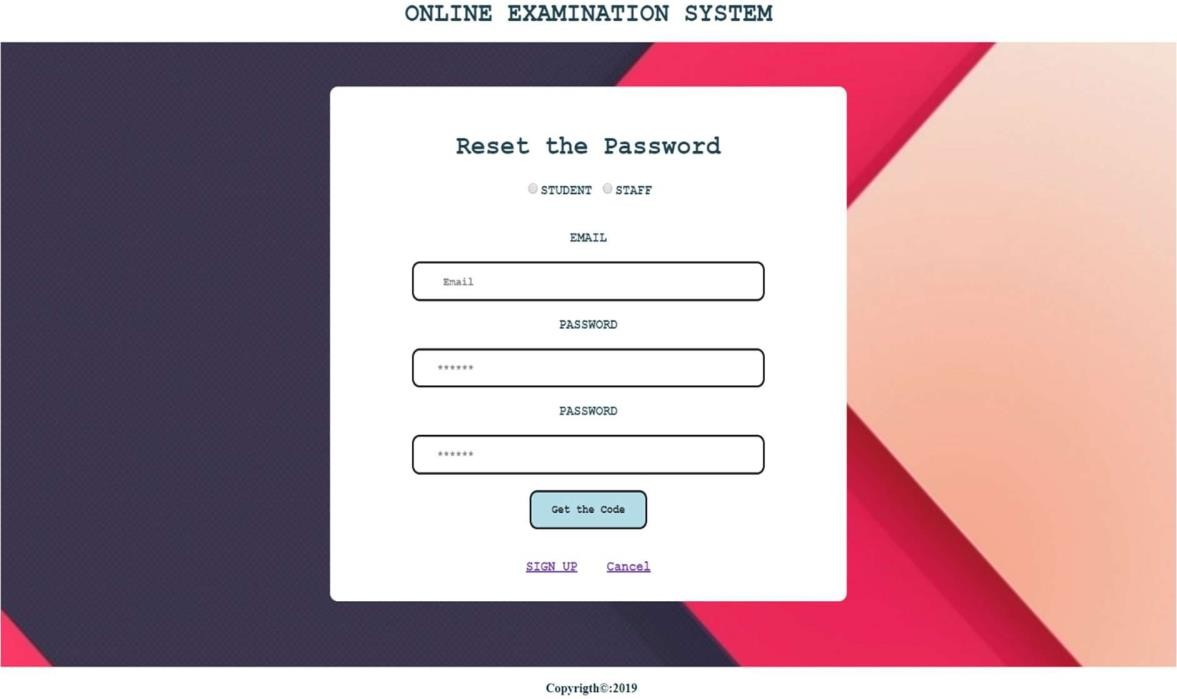 ONLINE EXAMINATION SYSTEM
Reset the Password
STUDENT STAFF
EMAIL
Email
PASSWORD
******
PASSWORD
******
Get the Code
SIGN UP Cancel
Copyrigth©:2019